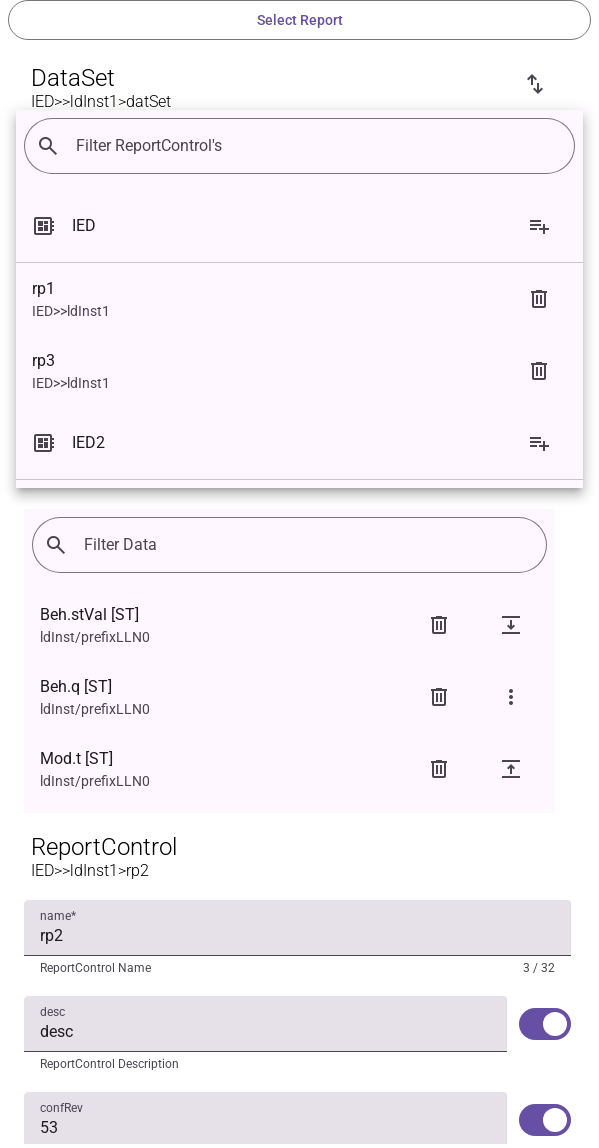 Select Report
DataSet
IED>>ldInst1>datSet
Filter ReportControl's
IED
rp1
IED>>ldInst1
rp3
IED>>ldInst1
IED2
Filter Data
Beh.stVal [ST]
ldInst/prefixLLN0
Beh.q [ST]
ldInst/prefixLLN0
Mod.t [ST]
ldInst/prefixLLN0
ReportControl
IED>>ldInst1>rp2
name*
rp2
ReportControl Name 3 / 32
desc
desc
ReportControl Description
confRev
53